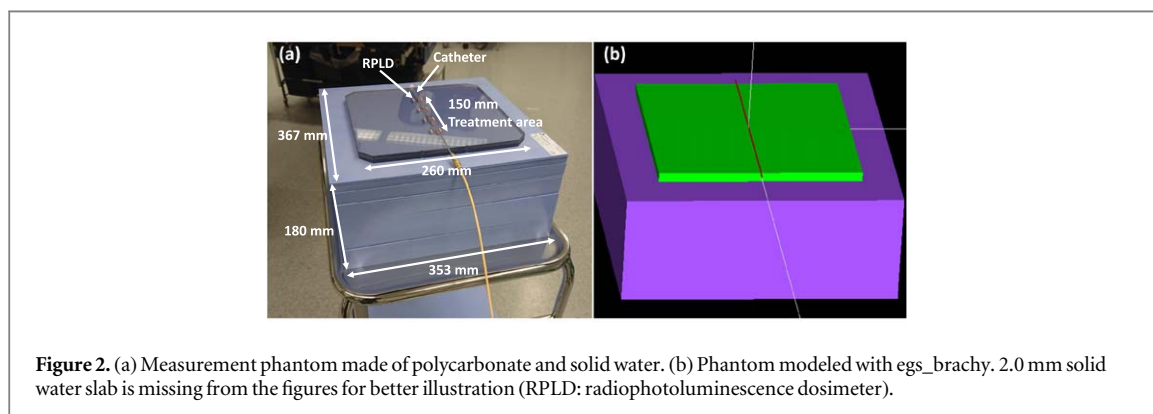 (a)
Catheter
RPLD
150 mm
Treatment area
367 mm
260 mm
180 mm
353 mm
(b)
Figure 2. (a) Measurement phantom made of polycarbonate and solid water. (b) Phantom modeled with egs_brachy. 2.0 mm solid
water slab is missing from the figures for better illustration (RPLD: radiophotoluminescence dosimeter).